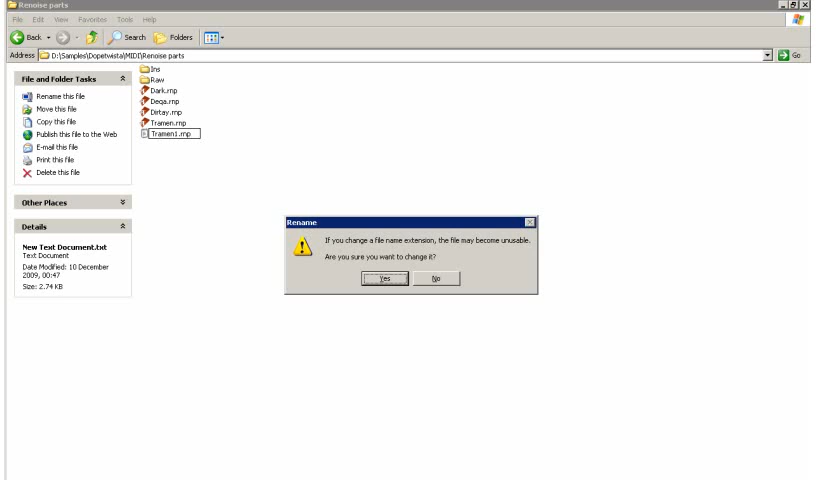 Renoise parts
File Edit View Favorites Tools Help
Back Search Folders
Address D:\Samples\Dopetwista\MIDI\Renoise parts Go
File and Folder Tasks
Rename this file
Move this file
Copy this file
Publish this file to the Web
E-mail this file
Print this file
Delete this file
Other Places
Details
New Text Document.txt
Text Document
Date Modified: 10 December
2009, 00:47
Size: 2.74 KB
Ins
Raw
Dark.rnp
Deqa.rnp
Dirtay.rnp
Tramen.rnp
Tramen1.rnp
Rename
If you change a file name extension, the file may become unusable.
Are you sure you want to change it?
Yes No